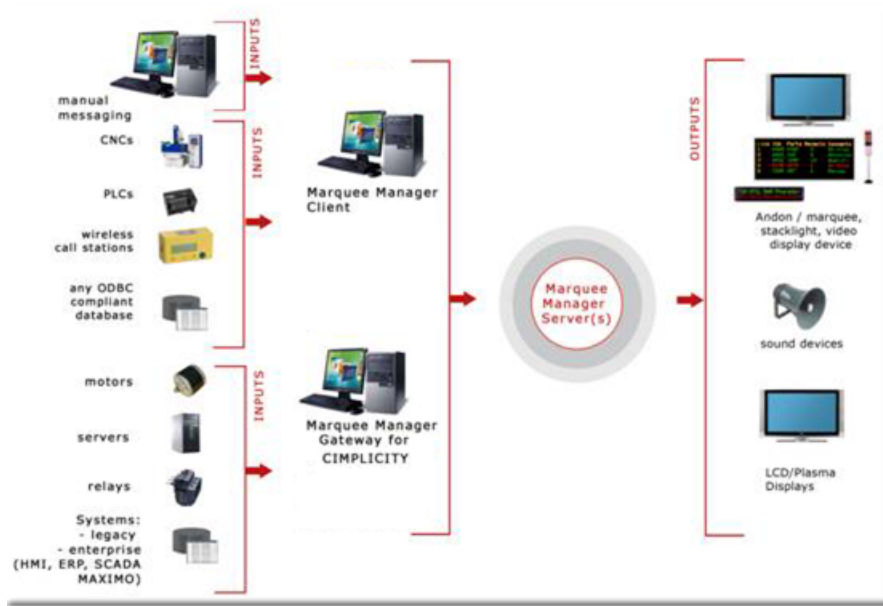 INPUTS
manual
messaging
CNCs
PLCs
wireless
call stations
any ODBC
compliant
database
INPUTS
motors
servers
relays
Systems:
- legacy
- enterprise
(HMI, ERP, SCADA
MAXIMO)
INPUTS
Marquee Manager
Client
Marquee Manager
Gateway for
CIMPLICITY
Marquee
Manager
Server(s)
OUTPUTS
Andon / marquee,
stacklight, video
display device
sound devices
LCD/Plasma
Displays